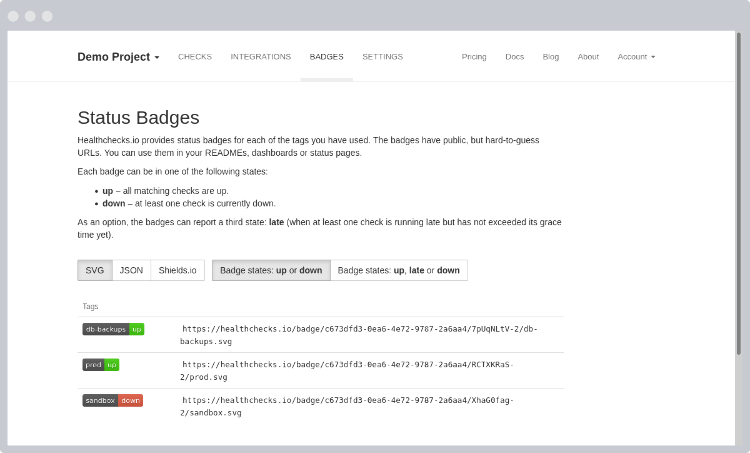 Demo Project CHECKS INTEGRATIONS BADGES SETTINGS Pricing Docs Blog About Account
Status Badges
Healthchecks.io provides status badges for each of the tags you have used. The badges have public, but hard-to-guess
URLs. You can use them in your READMEs, dashboards or status pages.
Each badge can be in one of the following states:
• up – all matching checks are up.
• down – at least one check is currently down.
As an option, the badges can report a third state: late (when at least one check is running late but has not exceeded its grace
time yet).
SVG JSON Shields.io Badge states: up or down Badge states: up, late or down
Tags
db-backups up https://healthchecks.io/badge/c673dfd3-0ea6-4e72-9787-2a6aa4/7pUqNLtV-2/db-
backups.svg
prod up https://healthchecks.io/badge/c673dfd3-0ea6-4e72-9787-2a6aa4/RCTXKRaS-
2/prod.svg
sandbox down https://healthchecks.io/badge/c673dfd3-0ea6-4e72-9787-2a6aa4/XhaG0fag-
2/sandbox.svg